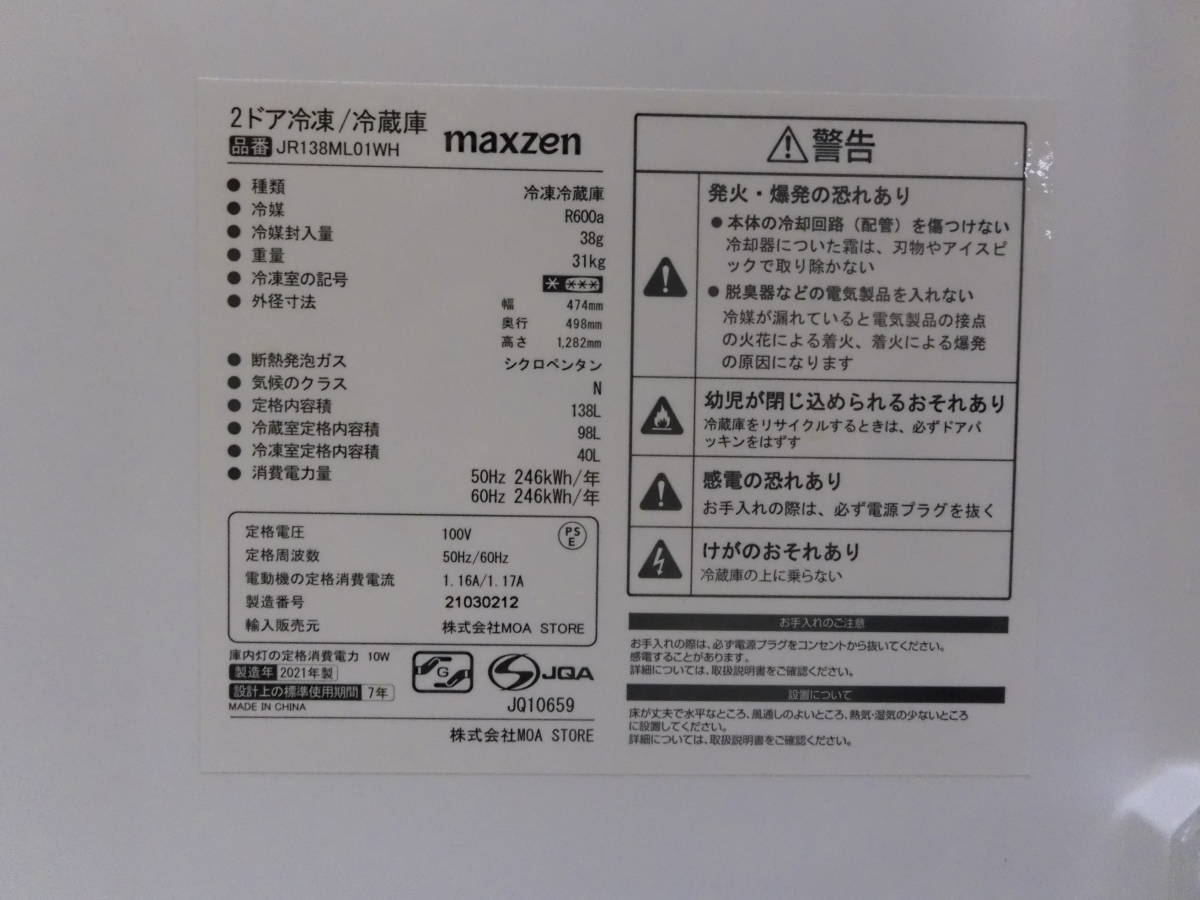 2ドア冷凍/冷蔵庫
品番 JR138ML01WH
maxzen
● 種類 冷凍冷蔵庫
● 冷媒 R600a
● 冷媒封入量 38g
● 重量 31kg
● 冷凍室の記号 * ***
● 外径寸法 幅 474mm
奥行 498mm
高さ 1,282mm
● 断熱発泡ガス シクロペンタン
● 気候のクラス N
● 定格内容積 138L
● 冷蔵室定格内容積 98L
● 冷凍室定格内容積 40L
● 消費電力量 50Hz 246kWh/年
60Hz 246kWh/年
定格電圧 100V
PS
E
定格周波数 50Hz/60Hz
電動機の定格消費電流 1.16A/1.17A
製造番号 21030212
輸入販売元 株式会社MOA STORE
庫内灯の定格消費電力 10W
製造年 2021年製
設計上の標準使用期間 7年
MADE IN CHINA
G
JQA
JQ10659
株式会社MOA STORE
警告
発火・爆発の恐れあり
● 本体の冷却回路（配管）を傷つけない
冷却器についた霜は、刃物やアイスピ
ックで取り除かない
● 脱臭器などの電気製品を入れない
冷媒が漏れていると電気製品の接点
の火花による着火、着火による爆発
の原因になります
幼児が閉じ込められるおそれあり
冷蔵庫をリサイクルするときは、必ずドアパ
ッキンをはずす
感電の恐れあり
お手入れの際は、必ず電源プラグを抜く
けがのおそれあり
冷蔵庫の上に乗らない
お手入れのご注意
お手入れの際は、必ず電源プラグをコンセントから抜いてください。
感電することがあります。
詳細については、取扱説明書をご確認ください。
設置について
床が丈夫で水平なところ、風通しのよいところ、熱気・湿気の少ないところ
に設置してください。
詳細については、取扱説明書をご確認ください。